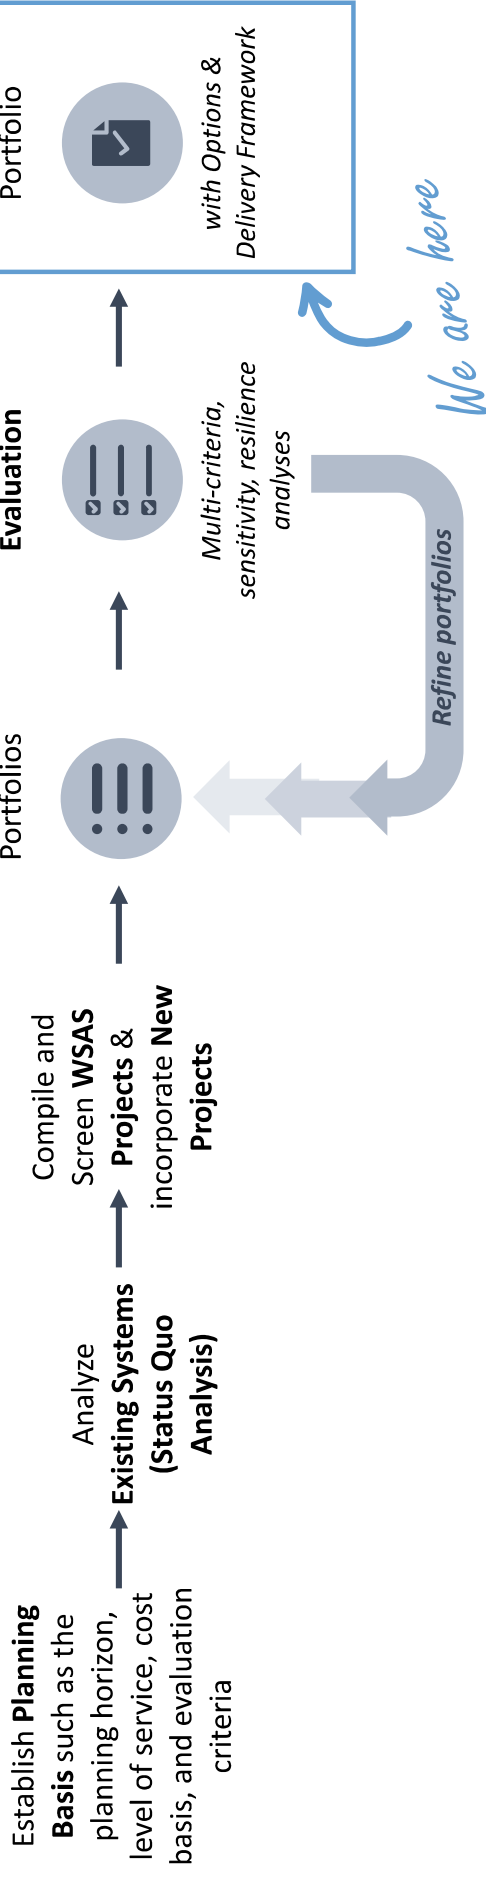 Establish Planning
Basis such as the
planning horizon,
level of service, cost
basis, and evaluation
criteria
Analyze
Existing Systems
(Status Quo
Analysis)
Compile and
Screen WSAS
Projects &
incorporate New
Projects
Portfolios
Evaluation
Multi-criteria,
sensitivity, resilience
analyses
Refine portfolios
Portfolio
with Options &
Delivery Framework
We are here